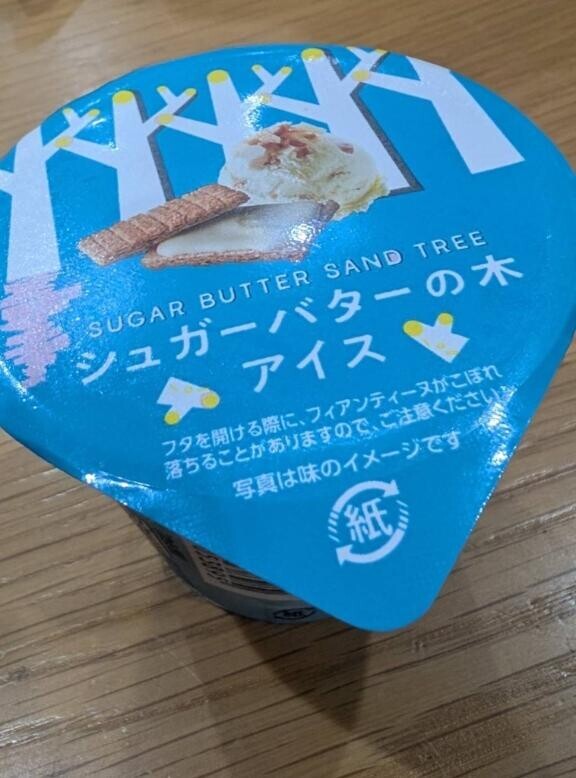 SUGAR BUTTER SAND TREE
シュガーバターの木
アイス
フタを開ける際に、フィアンティーヌがこぼれ
落ちることがありますので、ご注意ください。
写真は味のイメージです
紙